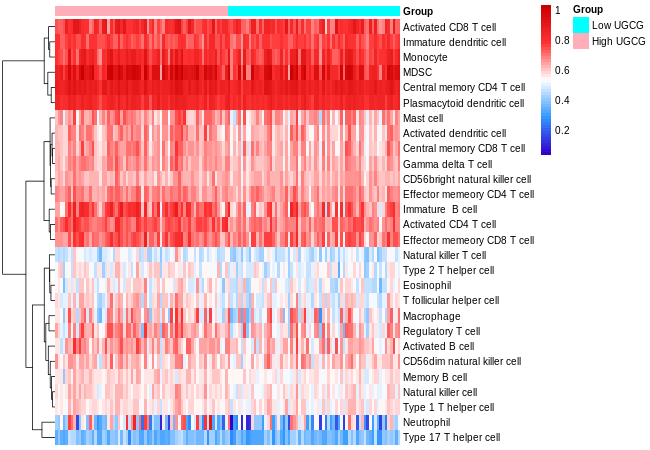 Group
Activated CD8 T cell
Immature dendritic cell
Monocyte
MDSC
Central memory CD4 T cell
Plasmacytoid dendritic cell
Mast cell
Activated dendritic cell
Central memory CD8 T cell
Gamma delta T cell
CD56bright natural killer cell
Effector memeory CD4 T cell
Immature  B cell
Activated CD4 T cell
Effector memeory CD8 T cell
Natural killer T cell
Type 2 T helper cell
Eosinophil
T follicular helper cell
Macrophage
Regulatory T cell
Activated B cell
CD56dim natural killer cell
Memory B cell
Natural killer cell
Type 1 T helper cell
Neutrophil
Type 17 T helper cell
1
0.8
0.6
0.4
0.2
Group
Low UGCG
High UGCG